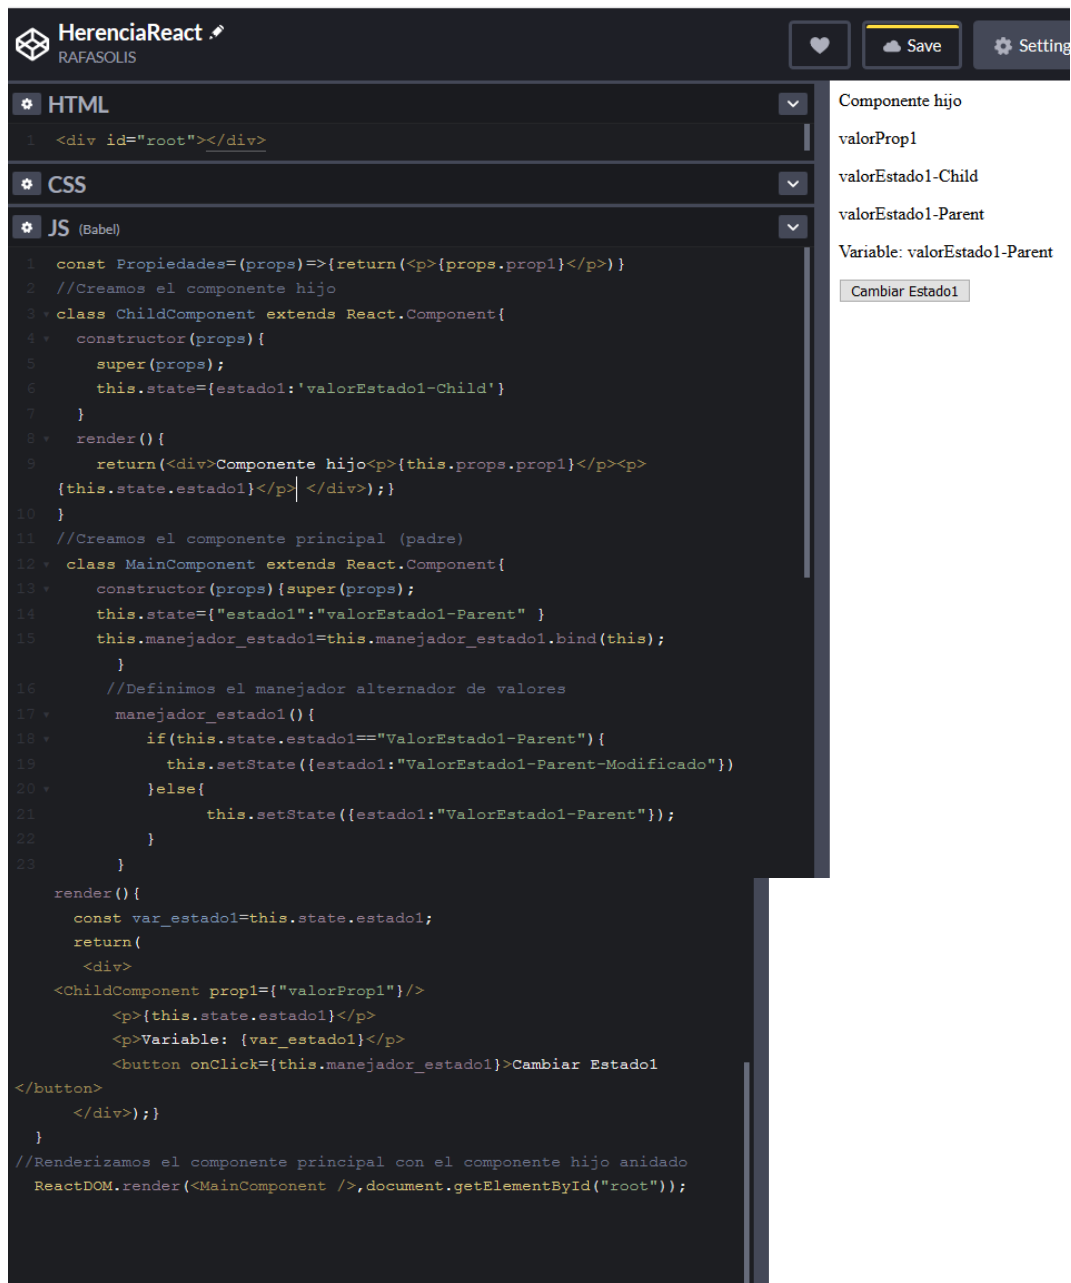 HerenciaReact
RAFASOLIS
Save
Setting
HTML
1 <div id="root"></div>
CSS
JS (Babel)
1 const Propiedades=(props)=>{return(<p>{props.prop1}</p>)}
2 //Creamos el componente hijo
3 class ChildComponent extends React.Component{
4 constructor(props){
5 super(props);
6 this.state={estado1:'valorEstado1-Child'}
7 }
8 render(){
9 return(<div>Componente hijo<p>{this.props.prop1}</p><p>
{this.state.estado1}</p> </div>);}
10 }
11 //Creamos el componente principal (padre)
12 class MainComponent extends React.Component{
13 constructor(props){super(props);
14 this.state={"estado1":"valorEstado1-Parent" }
15 this.manejador_estado1=this.manejador_estado1.bind(this);
}
16 //Definimos el manejador alternador de valores
17 manejador_estado1(){
18 if(this.state.estado1=="ValorEstado1-Parent"){
19 this.setState({estado1:"ValorEstado1-Parent-Modificado"})
20 }else{
21 this.setState({estado1:"ValorEstado1-Parent"});
22 }
23 }
render(){
const var_estado1=this.state.estado1;
return(
<div>
<ChildComponent prop1={"valorProp1"}/>
<p>{this.state.estado1}</p>
<p>Variable: {var_estado1}</p>
<button onClick={this.manejador_estado1}>Cambiar Estado1
</button>
</div>);}
}
//Renderizamos el componente principal con el componente hijo anidado
ReactDOM.render(<MainComponent />,document.getElementById("root"));
Componente hijo
valorProp1
valorEstado1-Child
valorEstado1-Parent
Variable: valorEstado1-Parent
Cambiar Estado1